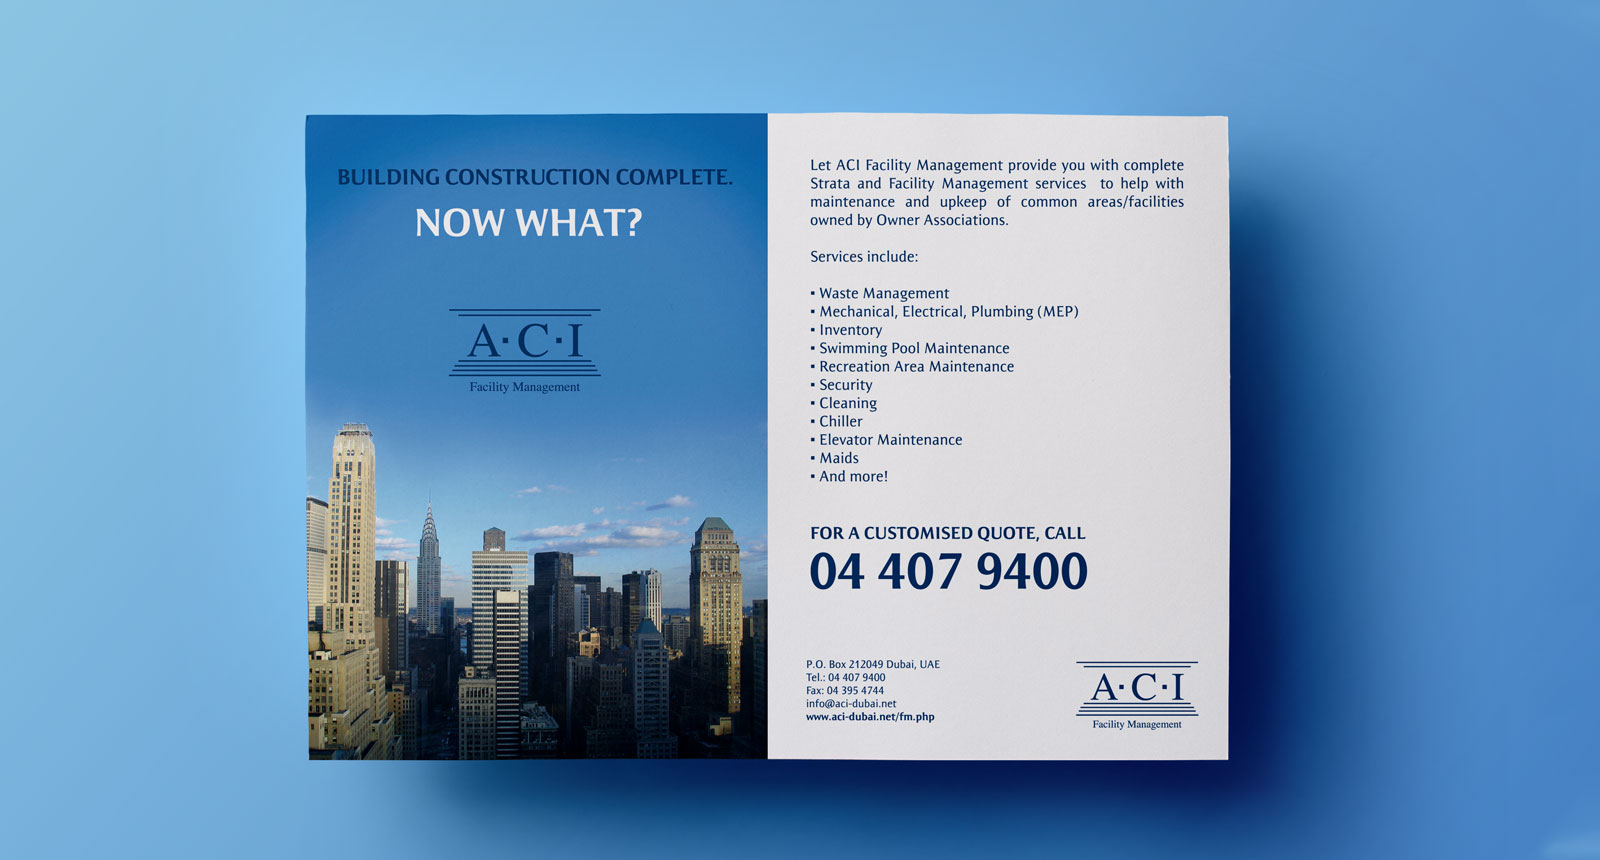 BUILDING CONSTRUCTION COMPLETE.
NOW WHAT?
A·C·I
Facility Management
Let ACI Facility Management provide you with complete
Strata and Facility Management services to help with
maintenance and upkeep of common areas/facilities
owned by Owner Associations.
Services include:
▪ Waste Management
▪ Mechanical, Electrical, Plumbing (MEP)
▪ Inventory
▪ Swimming Pool Maintenance
▪ Recreation Area Maintenance
▪ Security
▪ Cleaning
▪ Chiller
▪ Elevator Maintenance
▪ Maids
▪ And more!
FOR A CUSTOMISED QUOTE, CALL
04 407 9400
P.O. Box 212049 Dubai, UAE
Tel.: 04 407 9400
Fax: 04 395 4744
info@aci-dubai.net
www.aci-dubai.net/fm.php
A·C·I
Facility Management